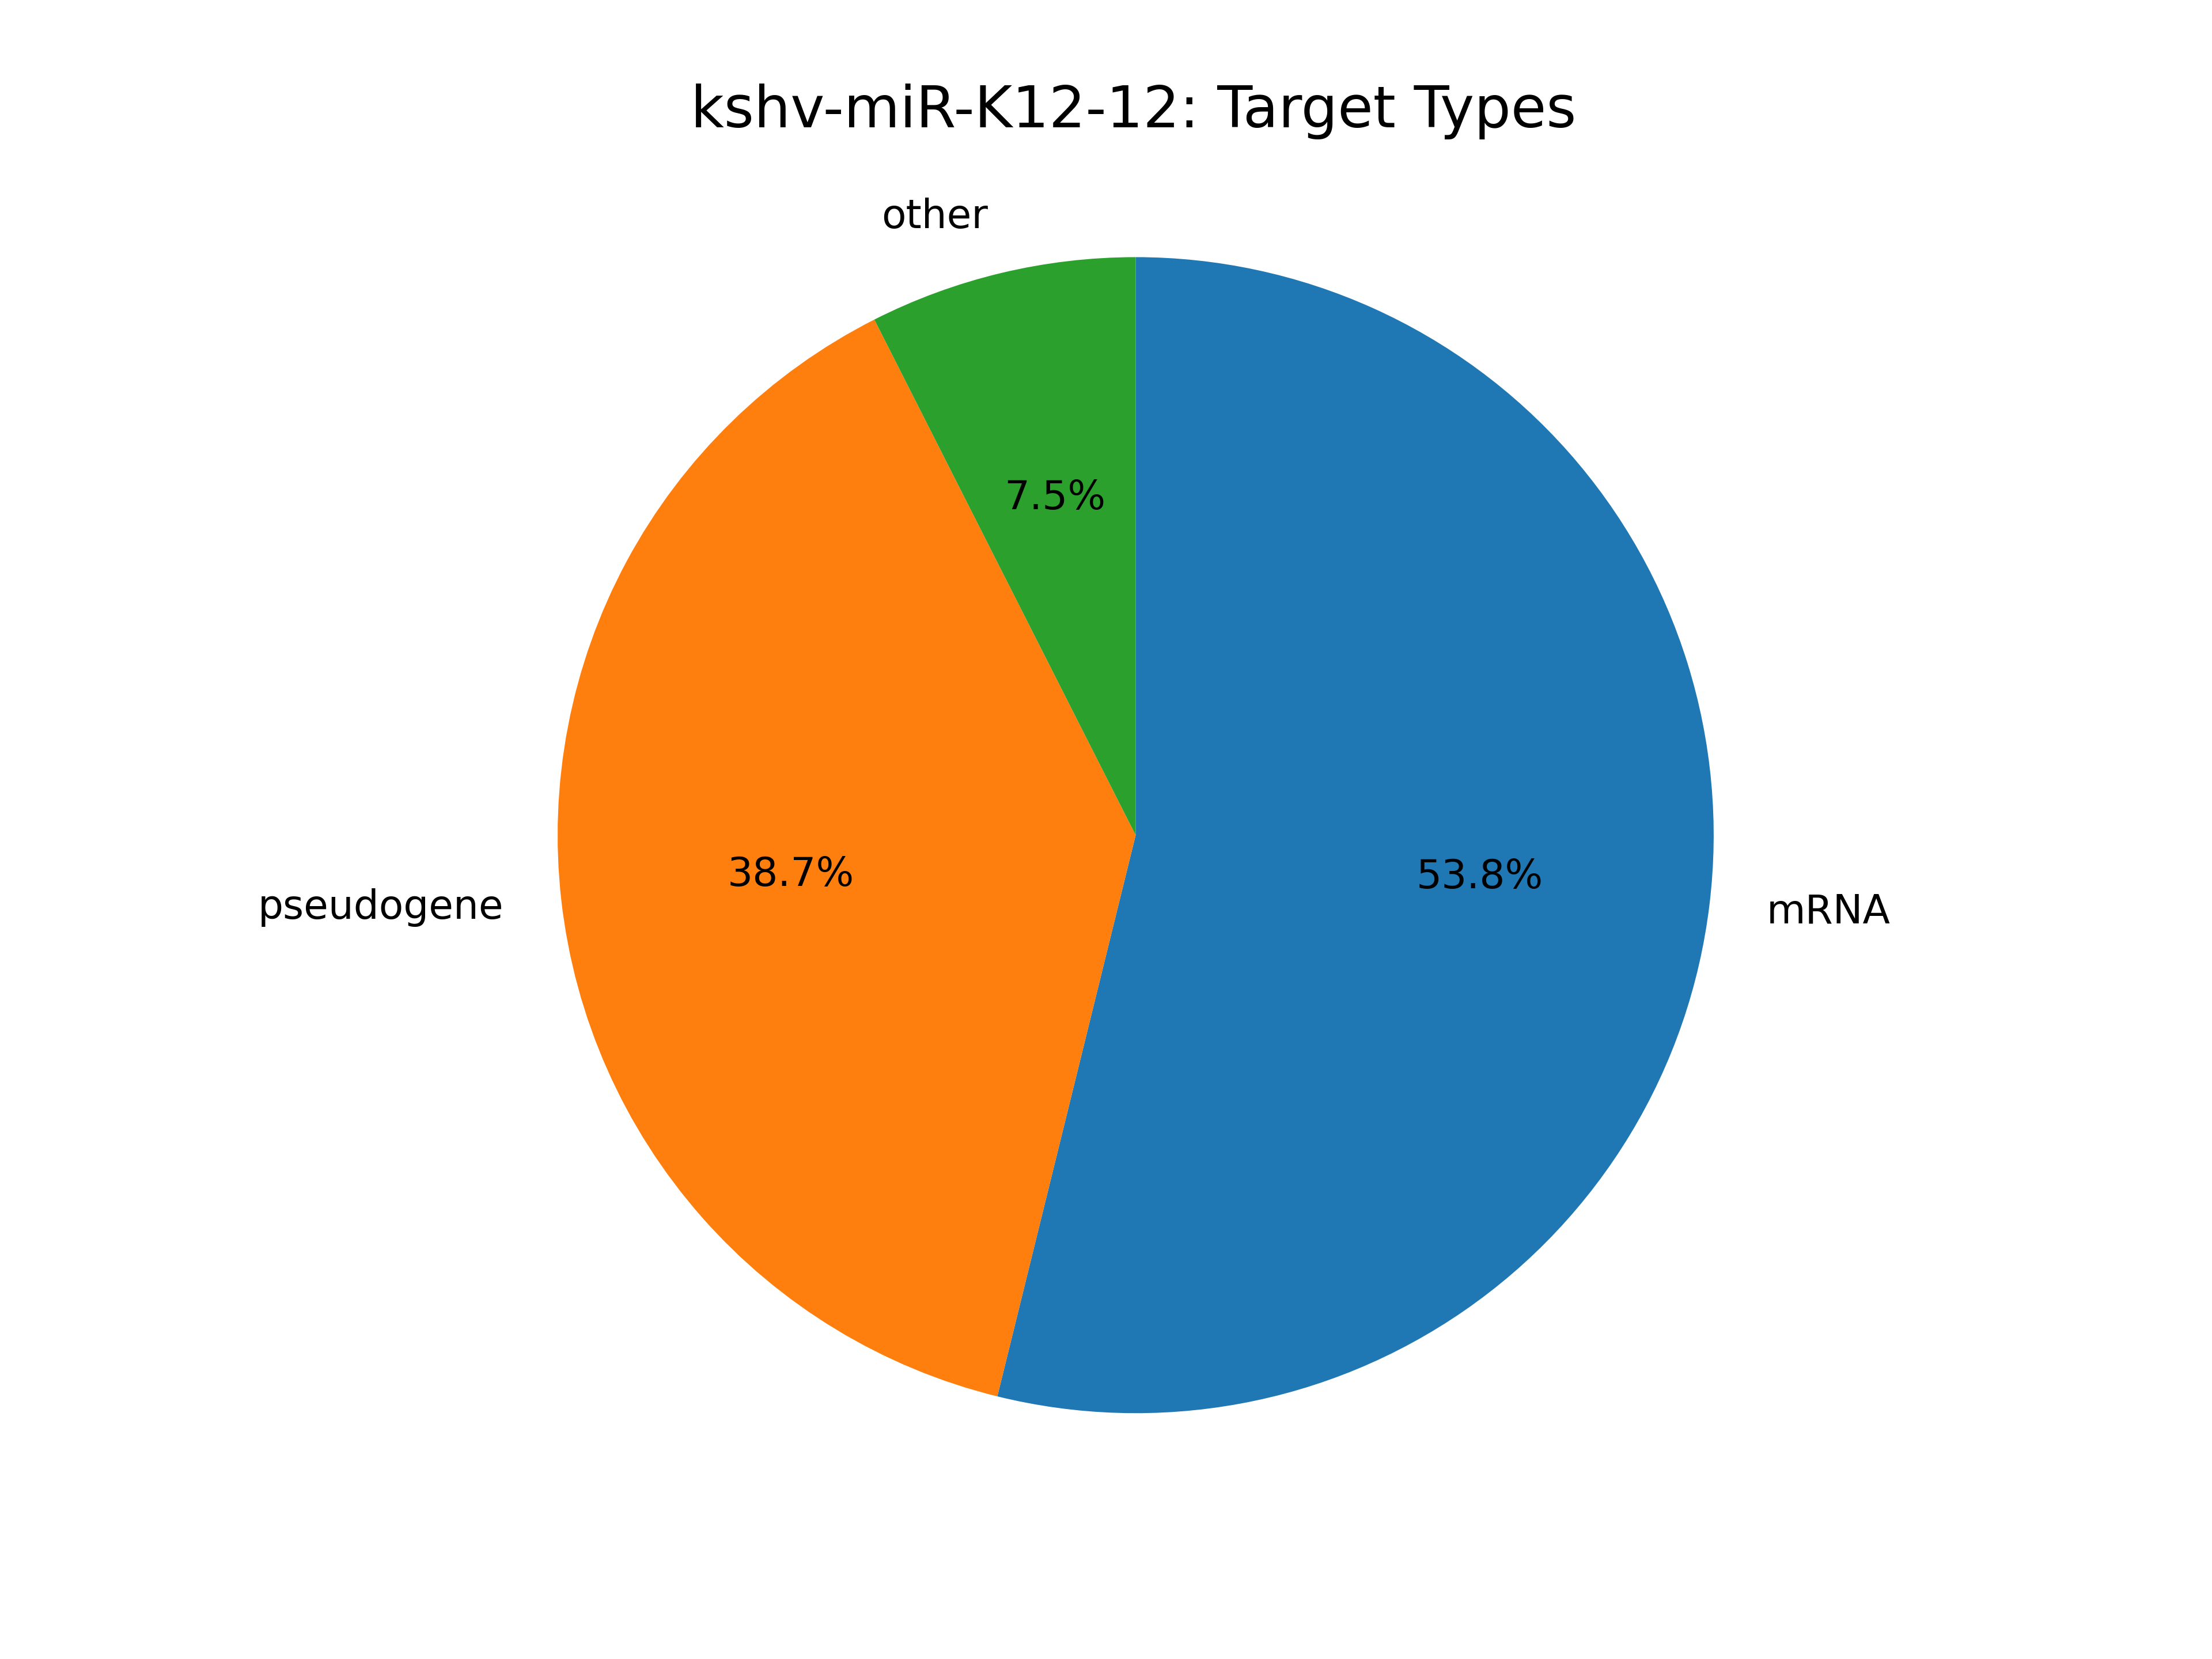 kshv-miR-K12-12: Target Types
other
7.5%
38.7%
53.8%
pseudogene
mRNA